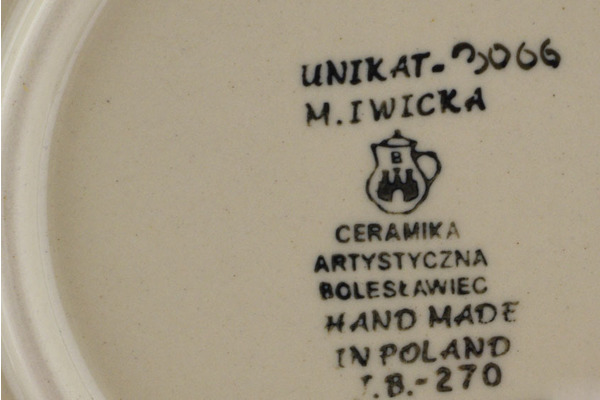 UNIKAT-3066
M.IWICKA
B
CERAMIKA
ARTYSTYCZNA
BOLESŁAWIEC
HAND MADE
IN POLAND
.B.-270